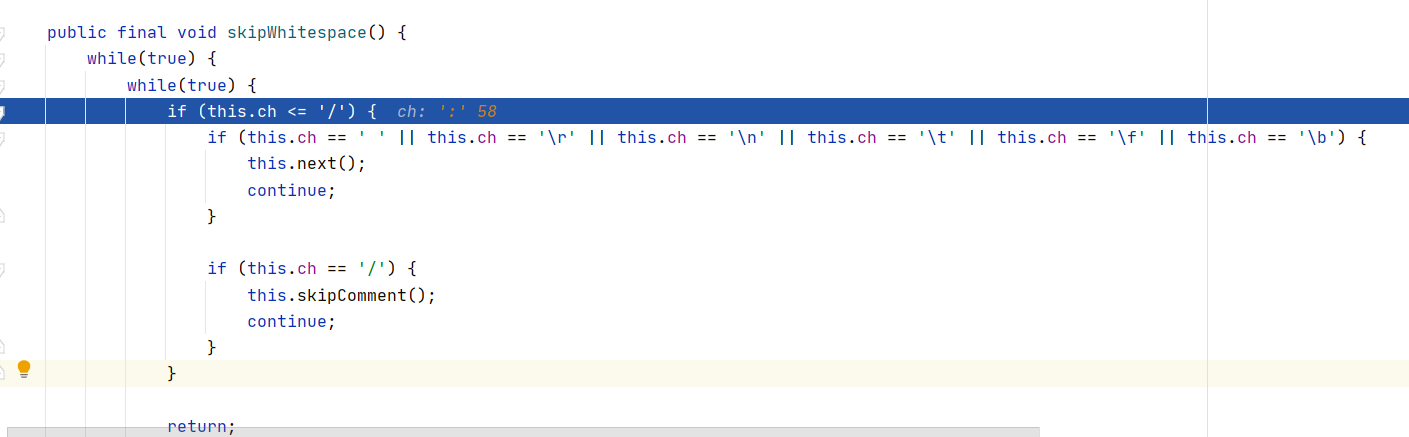 public final void skipWhitespace() {
while(true) {
while(true) {
if (this.ch <= '/') {  ch: ':' 58
if (this.ch == ' ' || this.ch == '\r' || this.ch == '\n' || this.ch == '\t' || this.ch == '\f' || this.ch == '\b') {
this.next();
continue;
}
if (this.ch == '/') {
this.skipComment();
continue;
}
}
return;